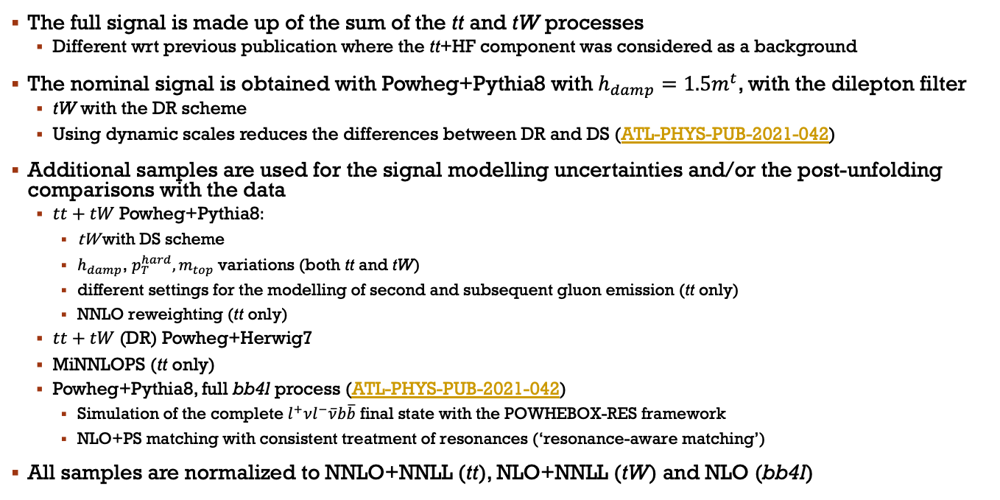 ▪ The full signal is made up of the sum of the tt and tW processes
▪ Different wrt previous publication where the tt+HF component was considered as a background
▪ The nominal signal is obtained with Powheg+Pythia8 with h_{damp} = 1.5m^{t}, with the dilepton filter
▪ tW with the DR scheme
▪ Using dynamic scales reduces the differences between DR and DS (ATL-PHYS-PUB-2021-042)
▪ Additional samples are used for the signal modelling uncertainties and/or the post-unfolding
comparisons with the data
▪ tt + tW Powheg+Pythia8:
▪ tWwith DS scheme
▪ h_{damp}, p_{T}^{hard}, m_{top} variations (both tt and tW)
▪ different settings for the modelling of second and subsequent gluon emission (tt only)
▪ NNLO reweighting (tt only)
▪ tt + tW (DR) Powheg+Herwig7
▪ MiNNLOPS (tt only)
▪ Powheg+Pythia8, full bb4l process (ATL-PHYS-PUB-2021-042)
▪ Simulation of the complete l⁺νl⁻ν̄bb̄ final state with the POWHEBOX-RES framework
▪ NLO+PS matching with consistent treatment of resonances (‘resonance-aware matching’)
▪ All samples are normalized to NNLO+NNLL (tt), NLO+NNLL (tW) and NLO (bb4l)